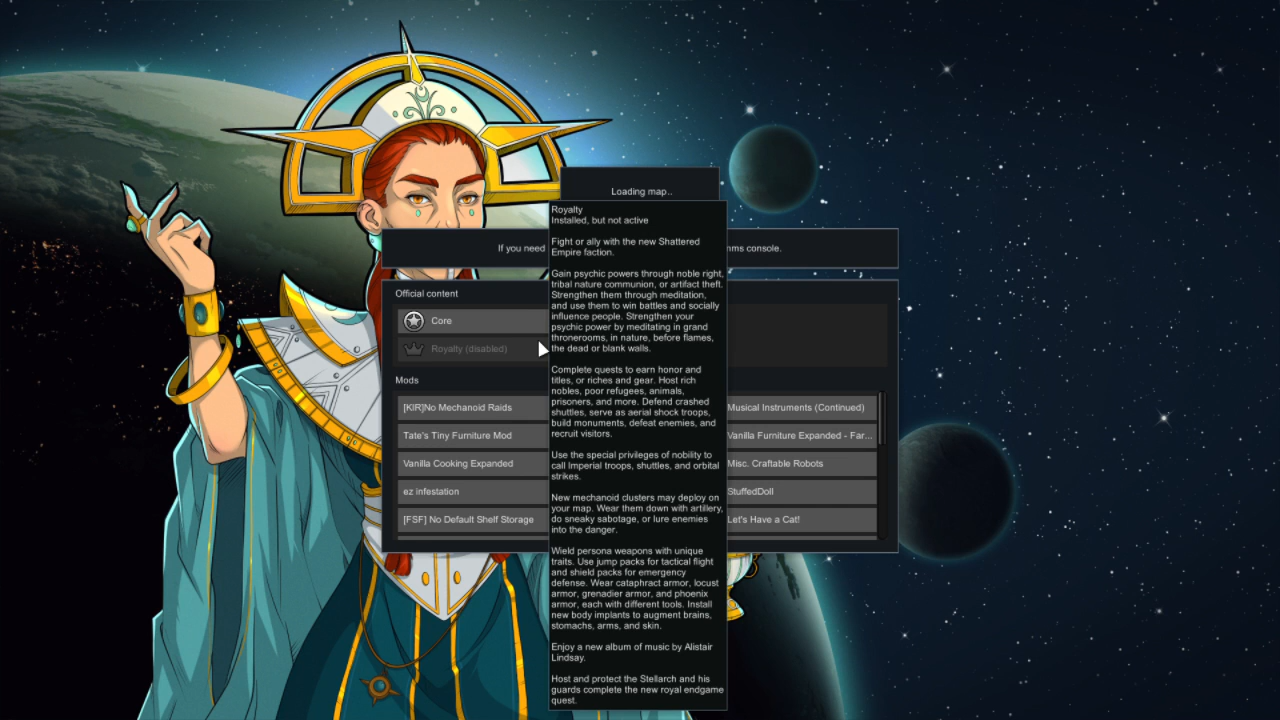 Loading map..
If you need
nms console.
Official content
Core
Royalty (disabled)
Mods
[KIR]No Mechanoid Raids
Musical Instruments (Continued)
Tate's Tiny Furniture Mod
Vanilla Furniture Expanded - Far...
Vanilla Cooking Expanded
Misc. Craftable Robots
ez infestation
StuffedDoll
[FSF] No Default Shelf Storage
Let's Have a Cat!
Royalty
Installed, but not active
Fight or ally with the new Shattered
Empire faction.
Gain psychic powers through noble right,
tribal nature communion, or artifact theft.
Strengthen them through meditation,
and use them to win battles and socially
influence people. Strengthen your
psychic power by meditating in grand
thronerooms, in nature, before flames,
the dead or blank walls.
Complete quests to earn honor and
titles, or riches and gear. Host rich
nobles, poor refugees, animals,
prisoners, and more. Defend crashed
shuttles, serve as aerial shock troops,
build monuments, defeat enemies, and
recruit visitors.
Use the special privileges of nobility to
call Imperial troops, shuttles, and orbital
strikes.
New mechanoid clusters may deploy on
your map. Wear them down with artillery,
do sneaky sabotage, or lure enemies
into the danger.
Wield persona weapons with unique
traits. Use jump packs for tactical flight
and shield packs for emergency
defense. Wear cataphract armor, locust
armor, grenadier armor, and phoenix
armor, each with different tools. Install
new body implants to augment brains,
stomachs, arms, and skin.
Enjoy a new album of music by Alistair
Lindsay.
Host and protect the Stellarch and his
guards complete the new royal endgame
quest.